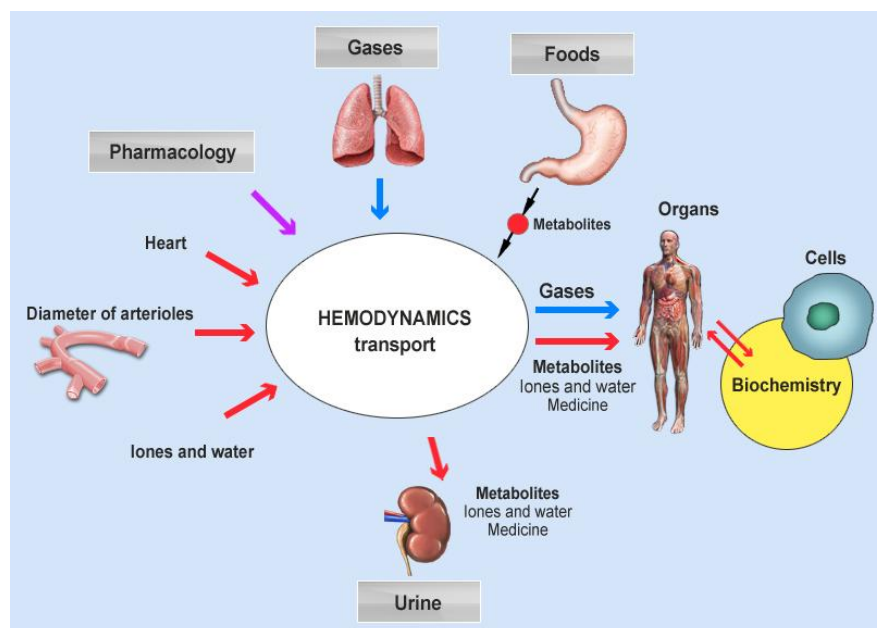 Gases
Foods
Pharmacology
Metabolites
Organs
Heart
Cells
Gases
Diameter of arterioles
HEMODYNAMICS
transport
Metabolites
Iones and water
Medicine
Biochemistry
Iones and water
Metabolites
Iones and water
Medicine
Urine